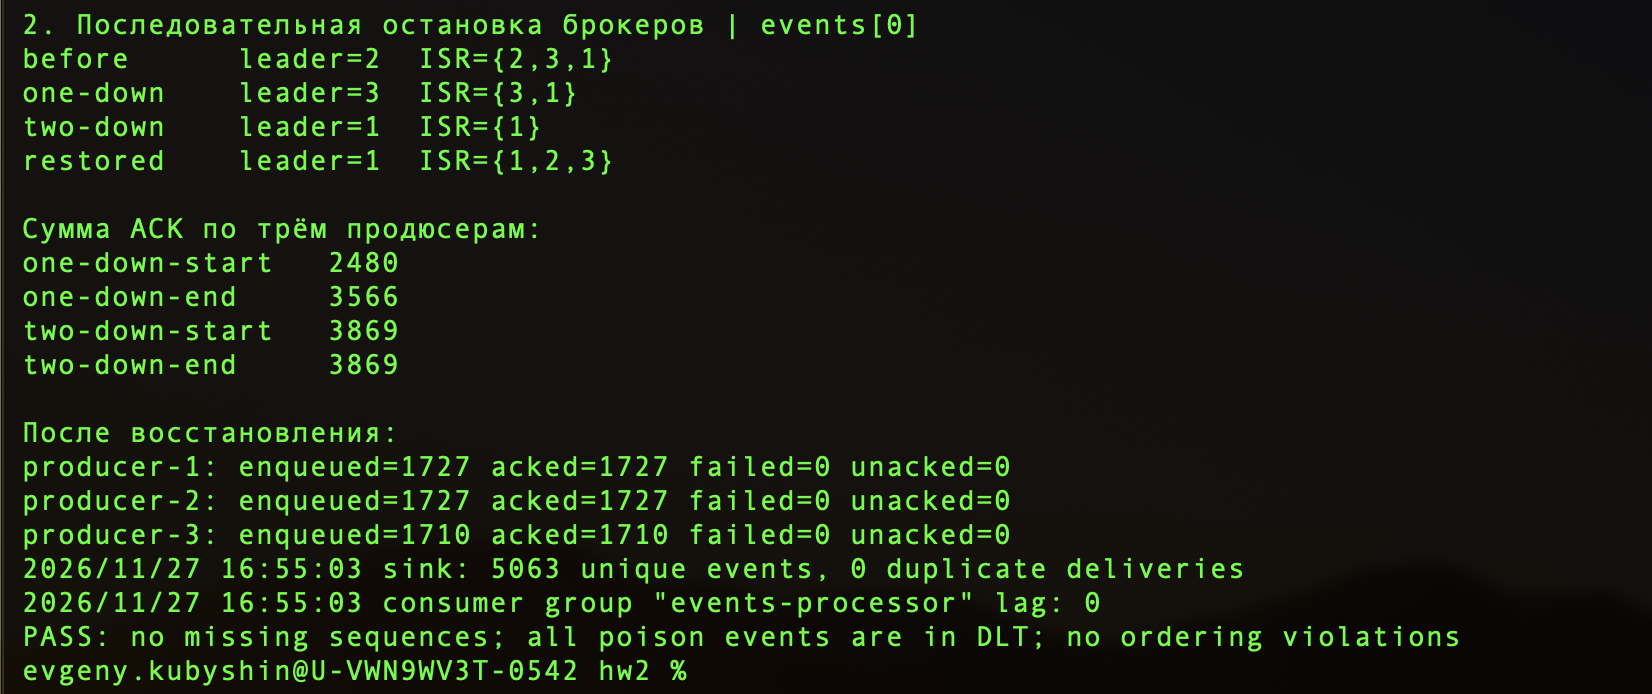 2. Последовательная остановка брокеров | events[0]
before      leader=2  ISR={2,3,1}
one-down    leader=3  ISR={3,1}
two-down    leader=1  ISR={1}
restored    leader=1  ISR={1,2,3}

Сумма ACK по трём продюсерам:
one-down-start   2480
one-down-end     3566
two-down-start   3869
two-down-end     3869

После восстановления:
producer-1: enqueued=1727 acked=1727 failed=0 unacked=0
producer-2: enqueued=1727 acked=1727 failed=0 unacked=0
producer-3: enqueued=1710 acked=1710 failed=0 unacked=0
2026/11/27 16:55:03 sink: 5063 unique events, 0 duplicate deliveries
2026/11/27 16:55:03 consumer group "events-processor" lag: 0
PASS: no missing sequences; all poison events are in DLT; no ordering violations
evgeny.kubyshin@U-VWN9WV3T-0542 hw2 %